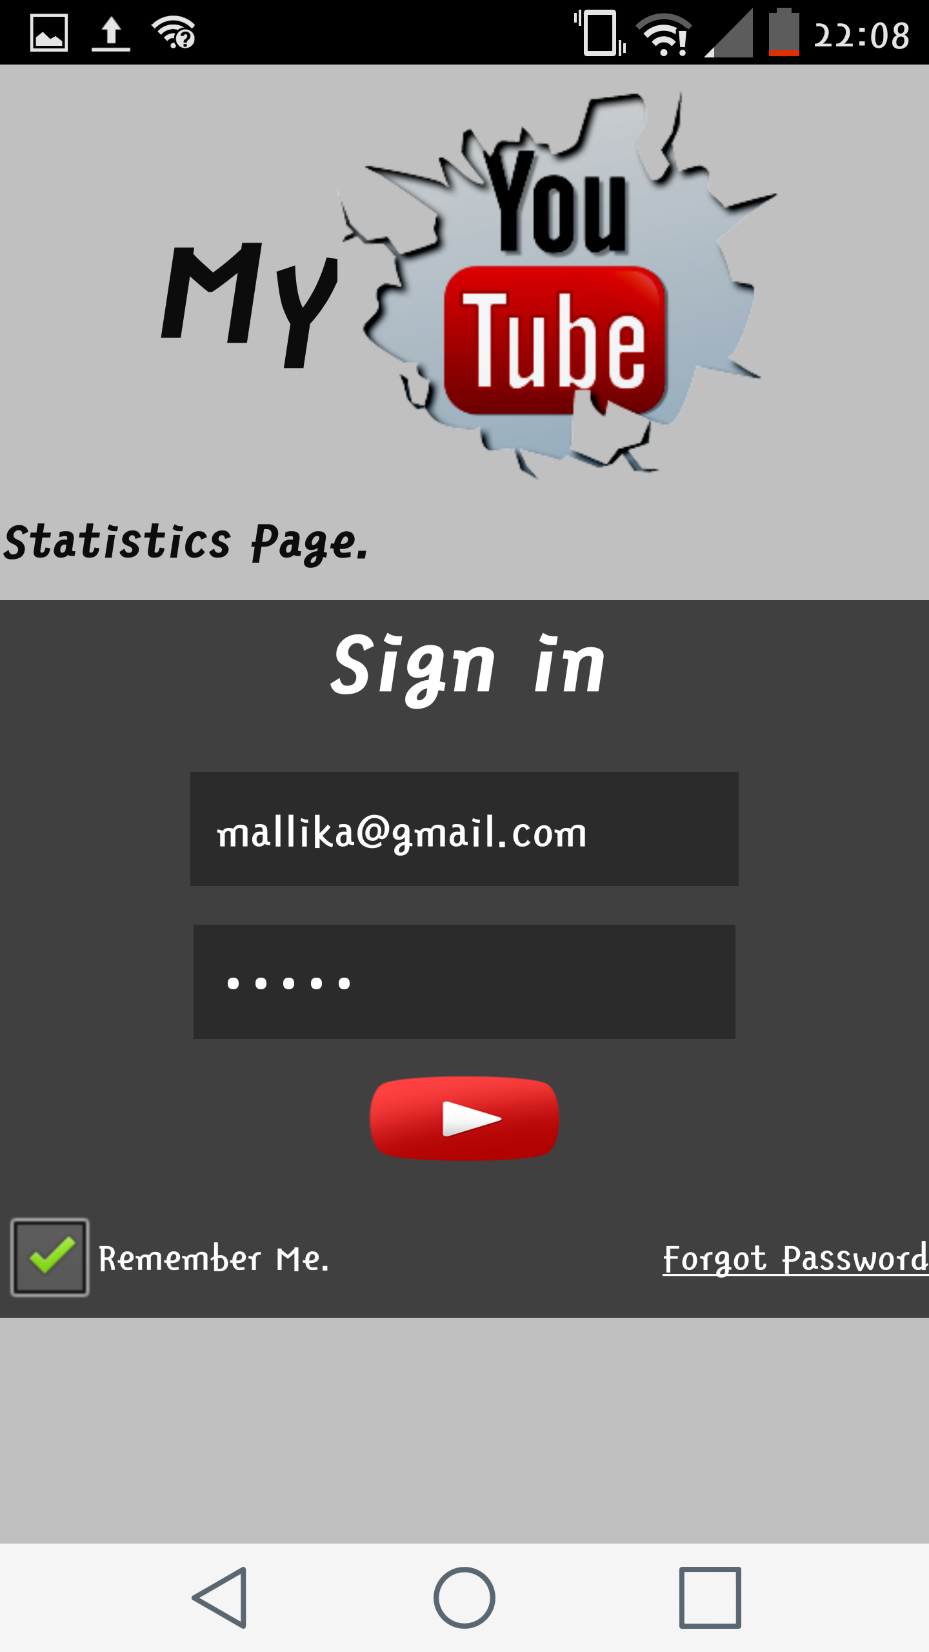 22:08
My
You
Tube
Statistics Page.
Sign in
mallika@gmail.com
•••••
Remember Me.
Forgot Password